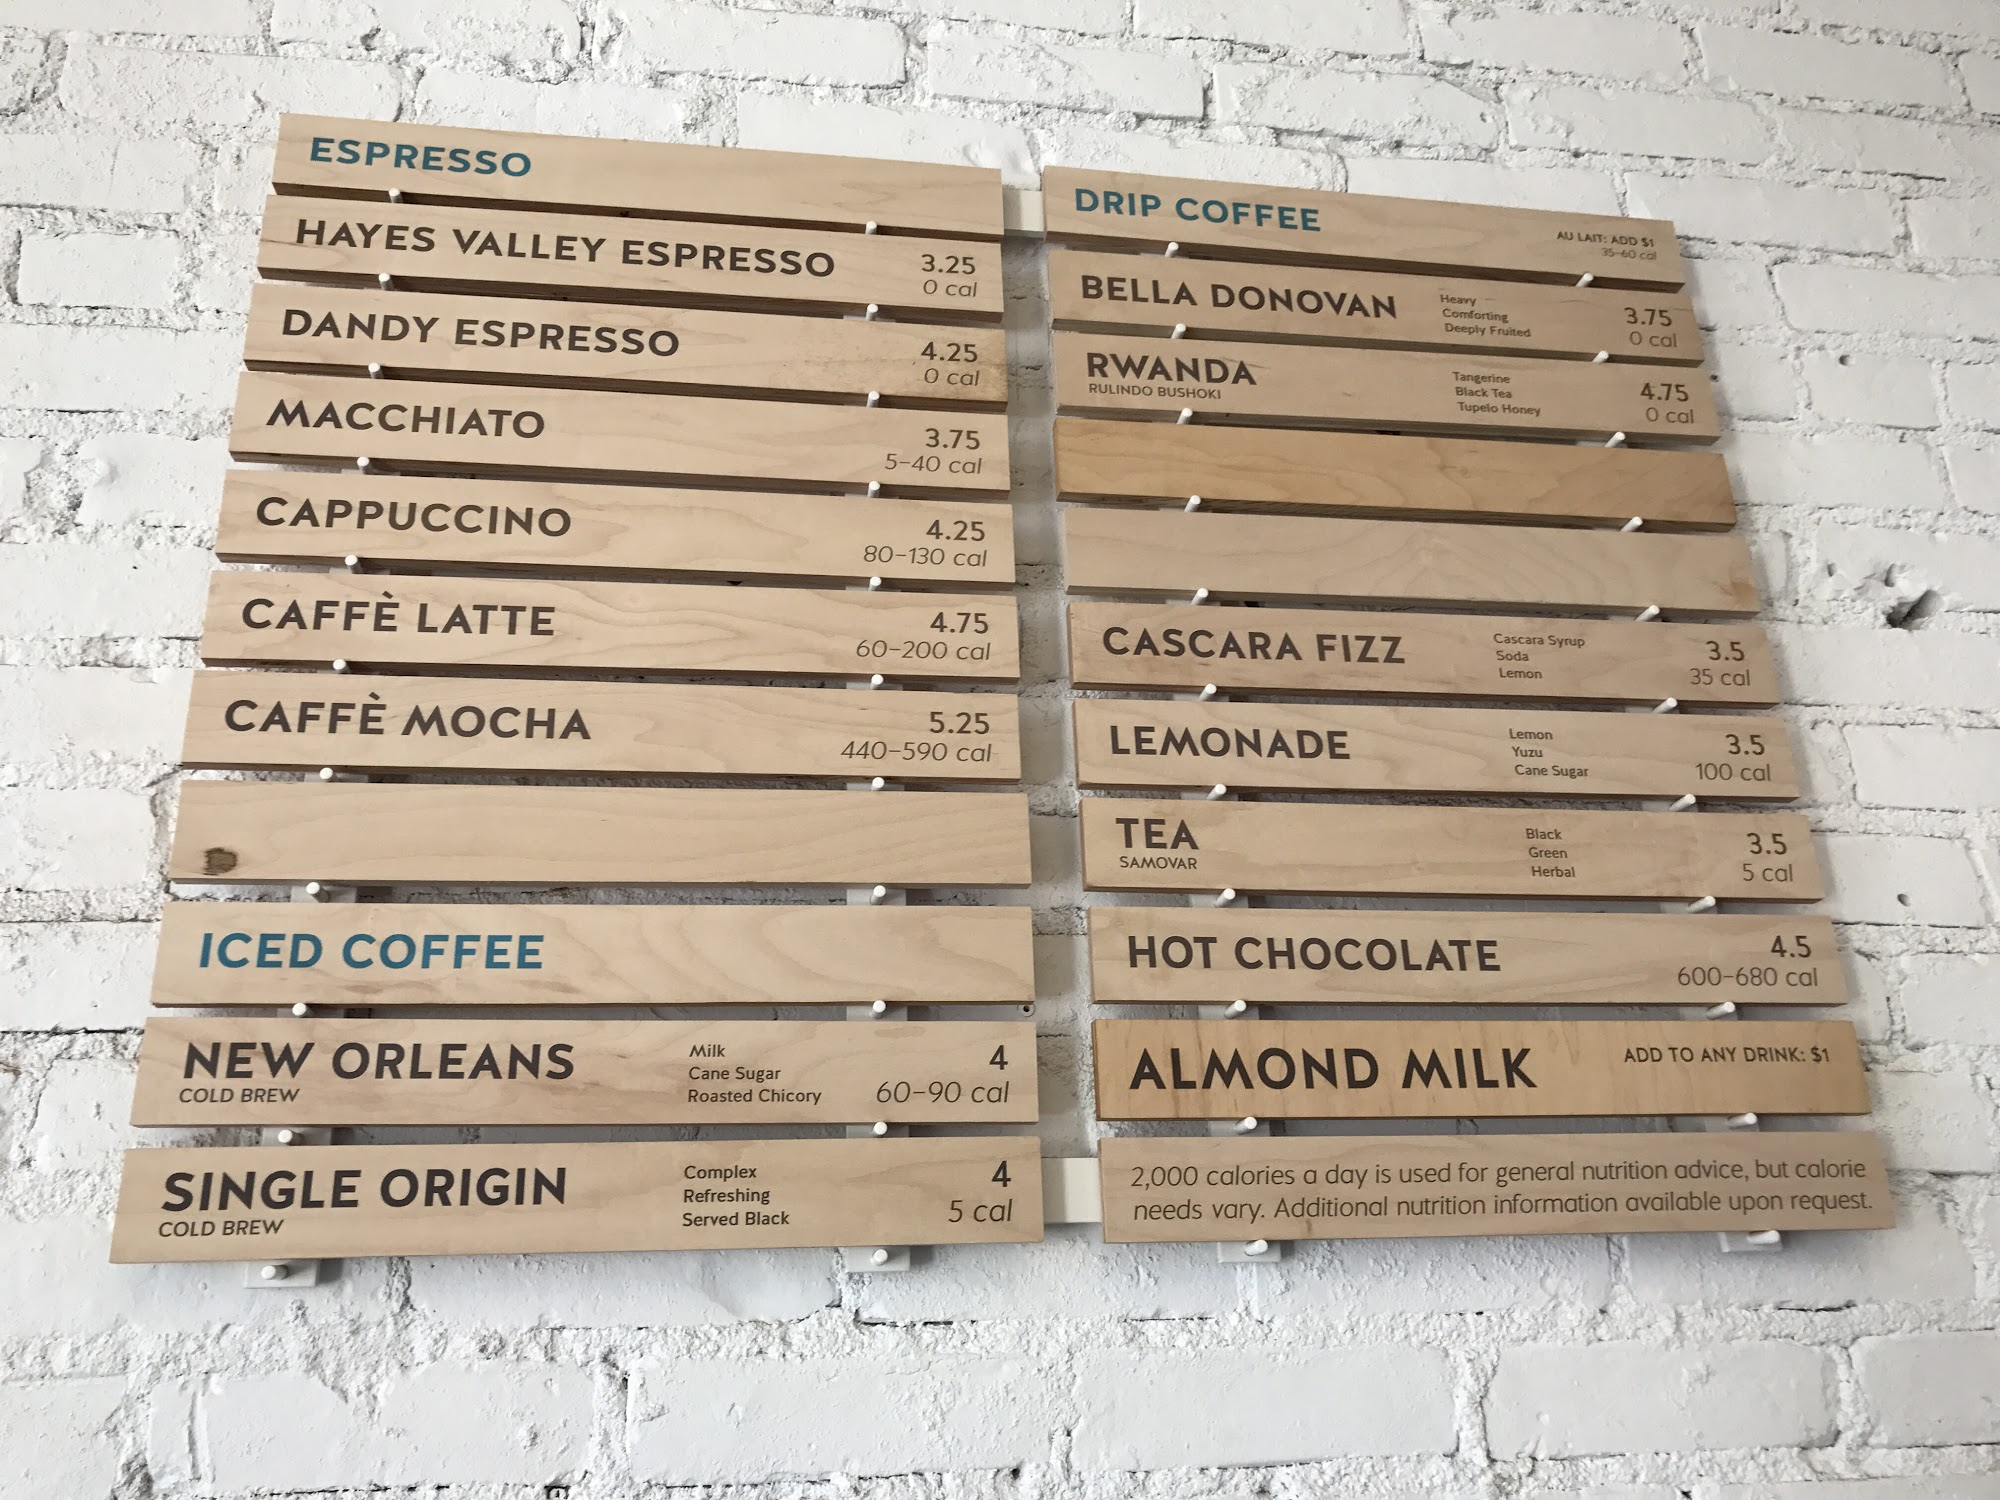 ESPRESSO
HAYES VALLEY ESPRESSO 3.25
0 cal
DANDY ESPRESSO 4.25
0 cal
MACCHIATO 3.75
5-40 cal
CAPPUCCINO 4.25
80-130 cal
CAFFÈ LATTE 4.75
60-200 cal
CAFFÈ MOCHA 5.25
440-590 cal
ICED COFFEE
NEW ORLEANS
COLD BREW
Milk
Cane Sugar
Roasted Chicory
4
60-90 cal
SINGLE ORIGIN
COLD BREW
Complex
Refreshing
Served Black
4
5 cal
DRIP COFFEE
AU LAIT: ADD $1
35-60 cal
BELLA DONOVAN
Heavy
Comforting
Deeply Fruited
3.75
0 cal
RWANDA
RULINDO BUSHOKI
Tangerine
Black Tea
Tupelo Honey
4.75
0 cal
CASCARA FIZZ
Cascara Syrup
Soda
Lemon
3.5
35 cal
LEMONADE
Lemon
Yuzu
Cane Sugar
3.5
100 cal
TEA
SAMOVAR
Black
Green
Herbal
3.5
5 cal
HOT CHOCOLATE 4.5
600-680 cal
ALMOND MILK ADD TO ANY DRINK: $1
2,000 calories a day is used for general nutrition advice, but calorie
needs vary. Additional nutrition information available upon request.